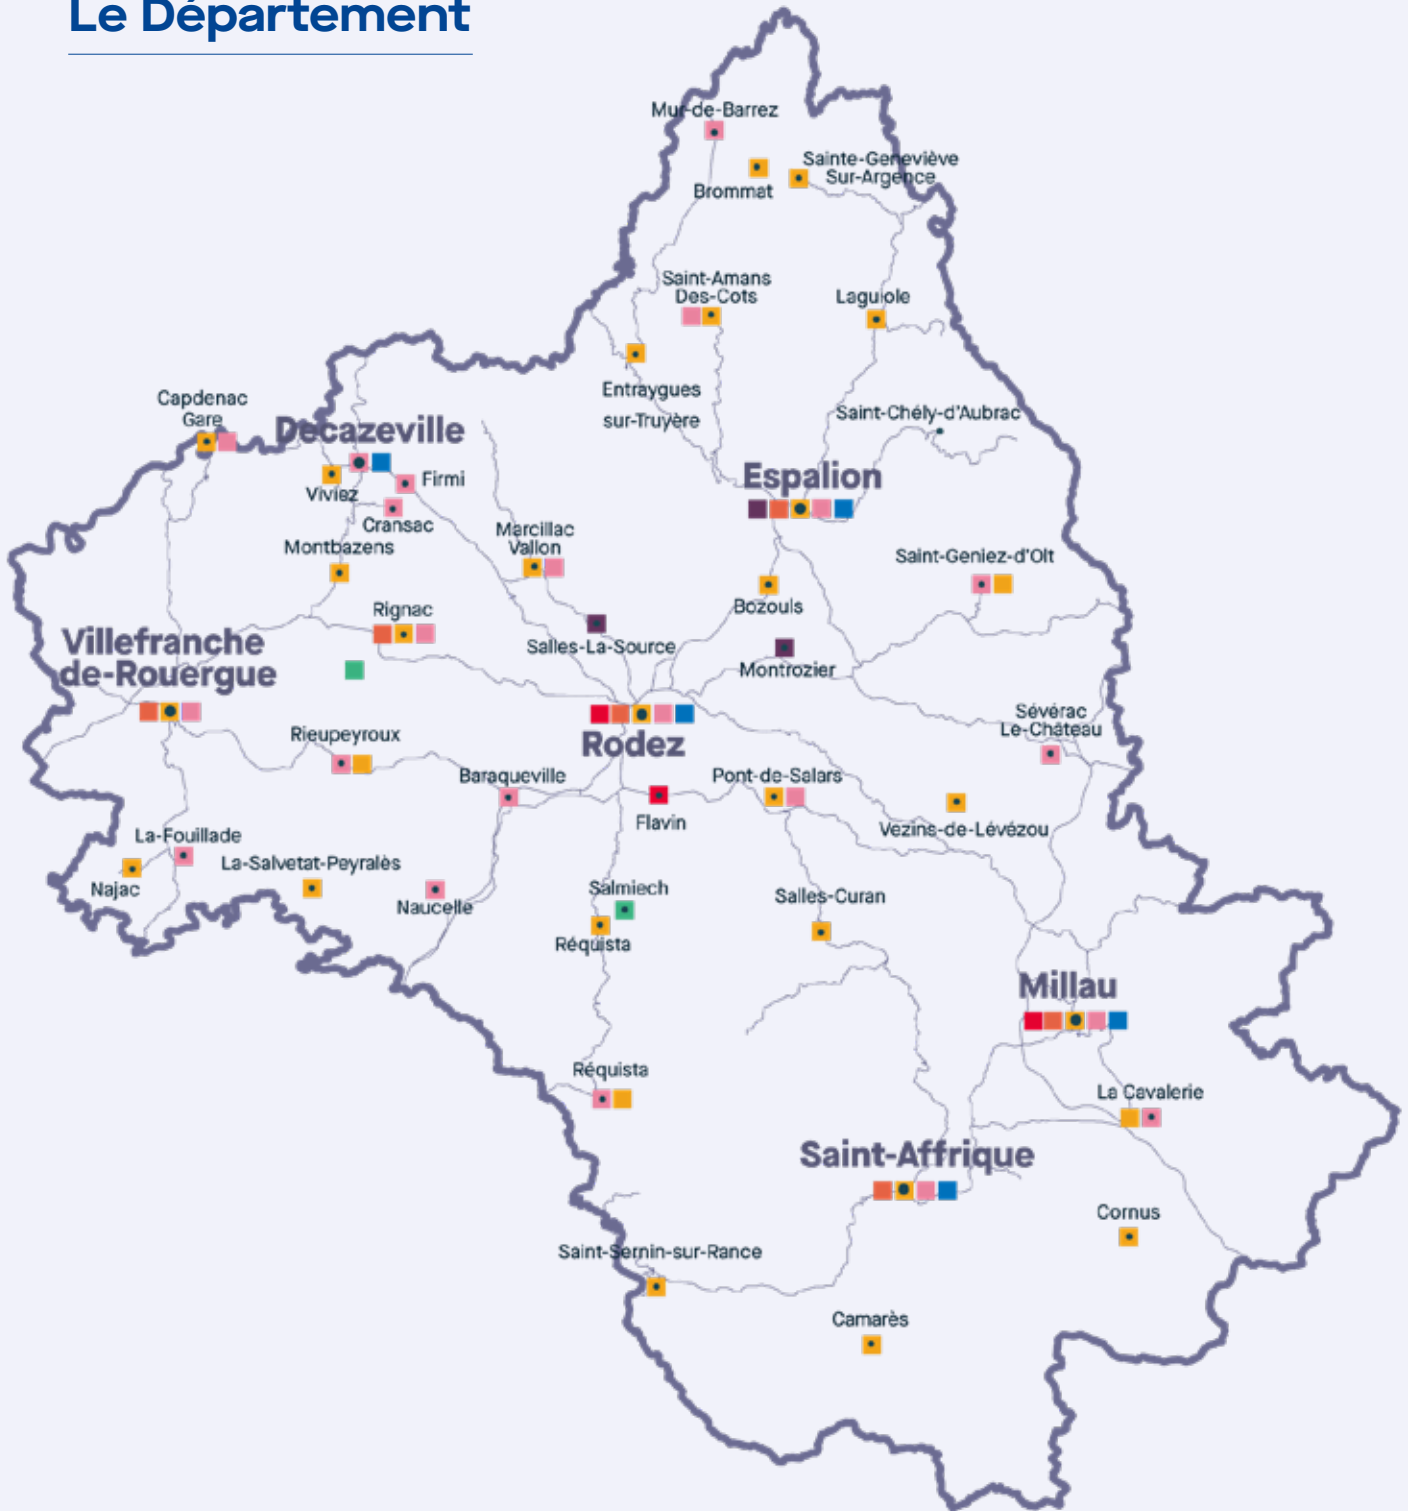 Le Département
Mur-de-Barrez
Sainte-Geneviève
Sur-Argence
Brommat
Saint-Amans
Des-Cots
Laguiole
Entraygues
sur-Truyère
Capdenac
Gare
Saint-Chély-d'Aubrac
Decazeville
Espalion
Firmi
Viviez
Cransac
Marcillac
Vallon
Montbazens
Saint-Geniez-d'Olt
Bozouls
Rignac
Villefranche
de-Rouergue
Salles-La-Source
Montrozier
Sévérac
Le-Château
Rieupeyroux
Rodez
Baraqueville
Pont-de-Salars
Flavin
Vezins-de-Lévézou
La-Fouillade
La-Salvetat-Peyralès
Najac
Naucelle
Salmiech
Salles-Curan
Réquista
Millau
Réquista
La Cavalerie
Saint-Affrique
Cornus
Saint-Sernin-sur-Rance
Camarès